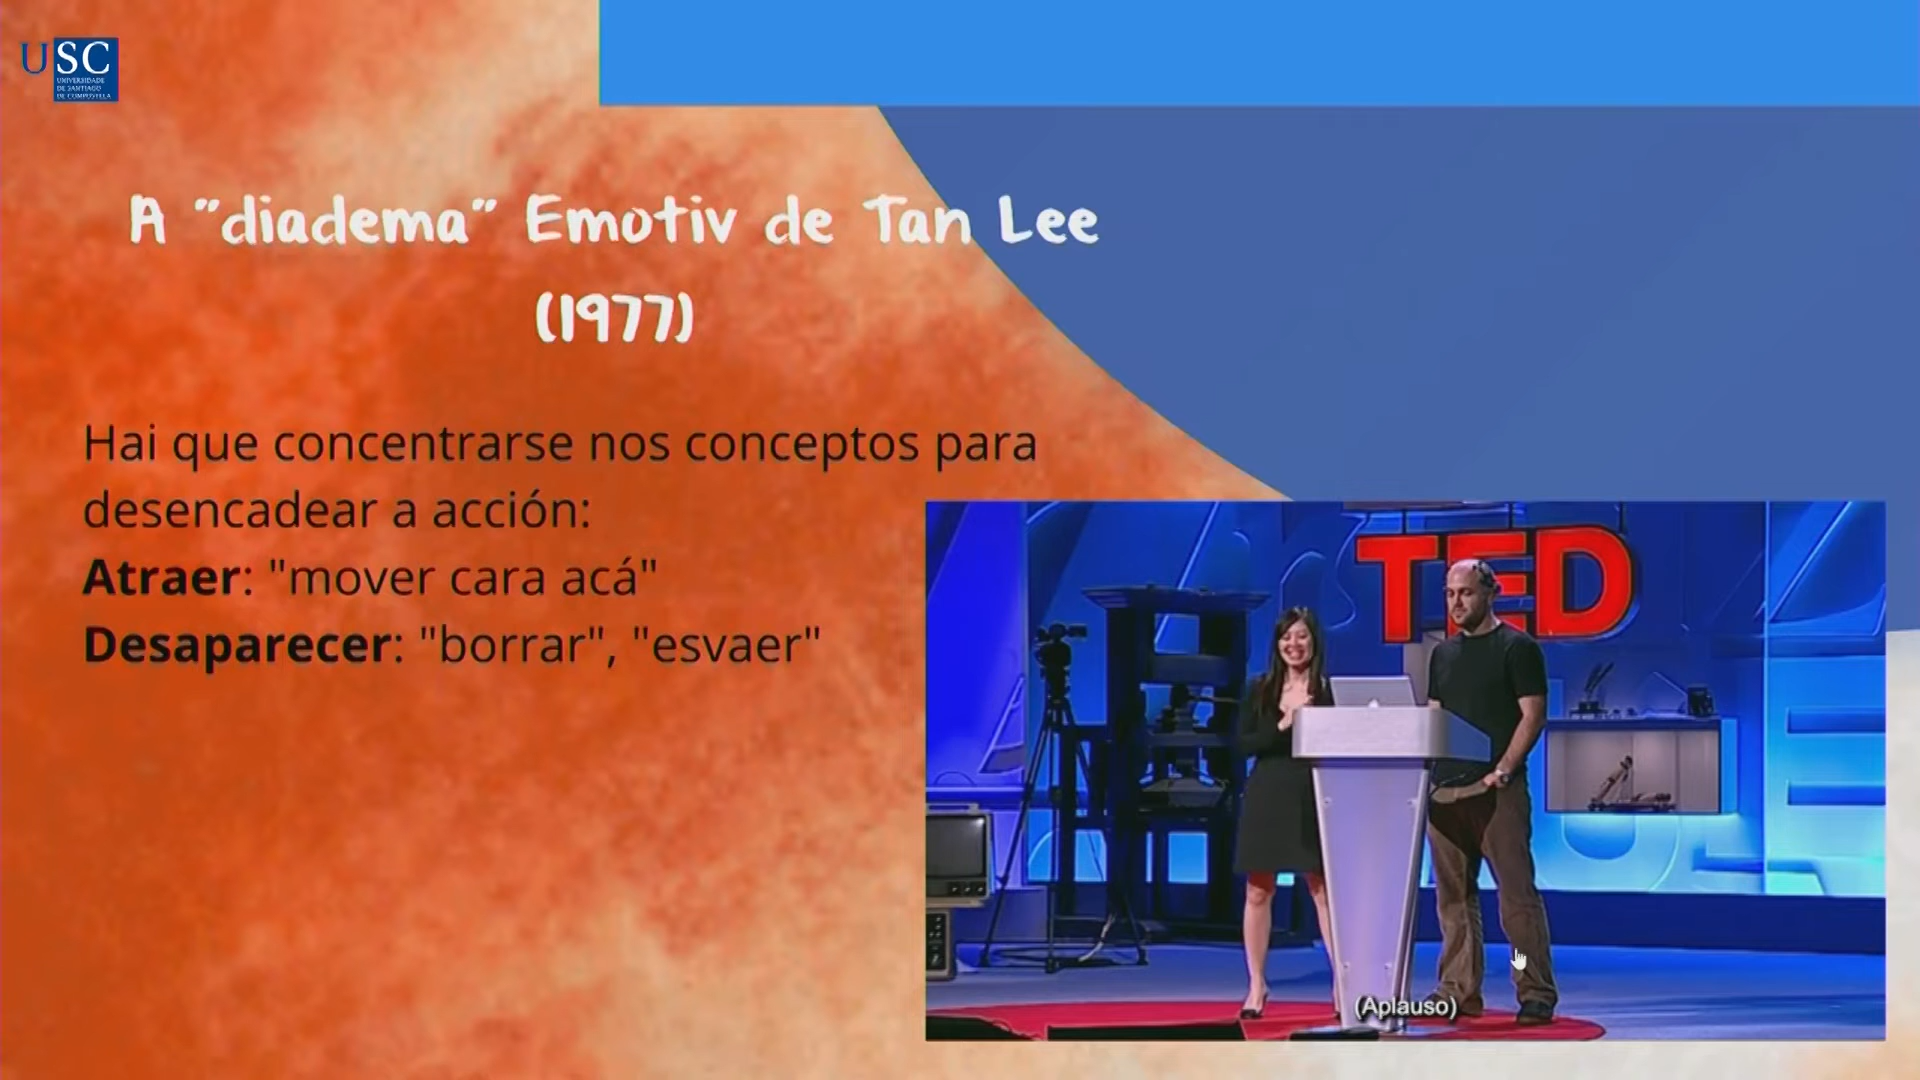 USC
UNIVERSIDADE
DE SANTIAGO
DE COMPOSTELA
A "diadema" Emotiv de Tan Lee
(1977)
Hai que concentrarse nos conceptos para
desencadear a acción:
Atraer: "mover cara acá"
Desaparecer: "borrar", "esvaer"
TED
(Aplauso)